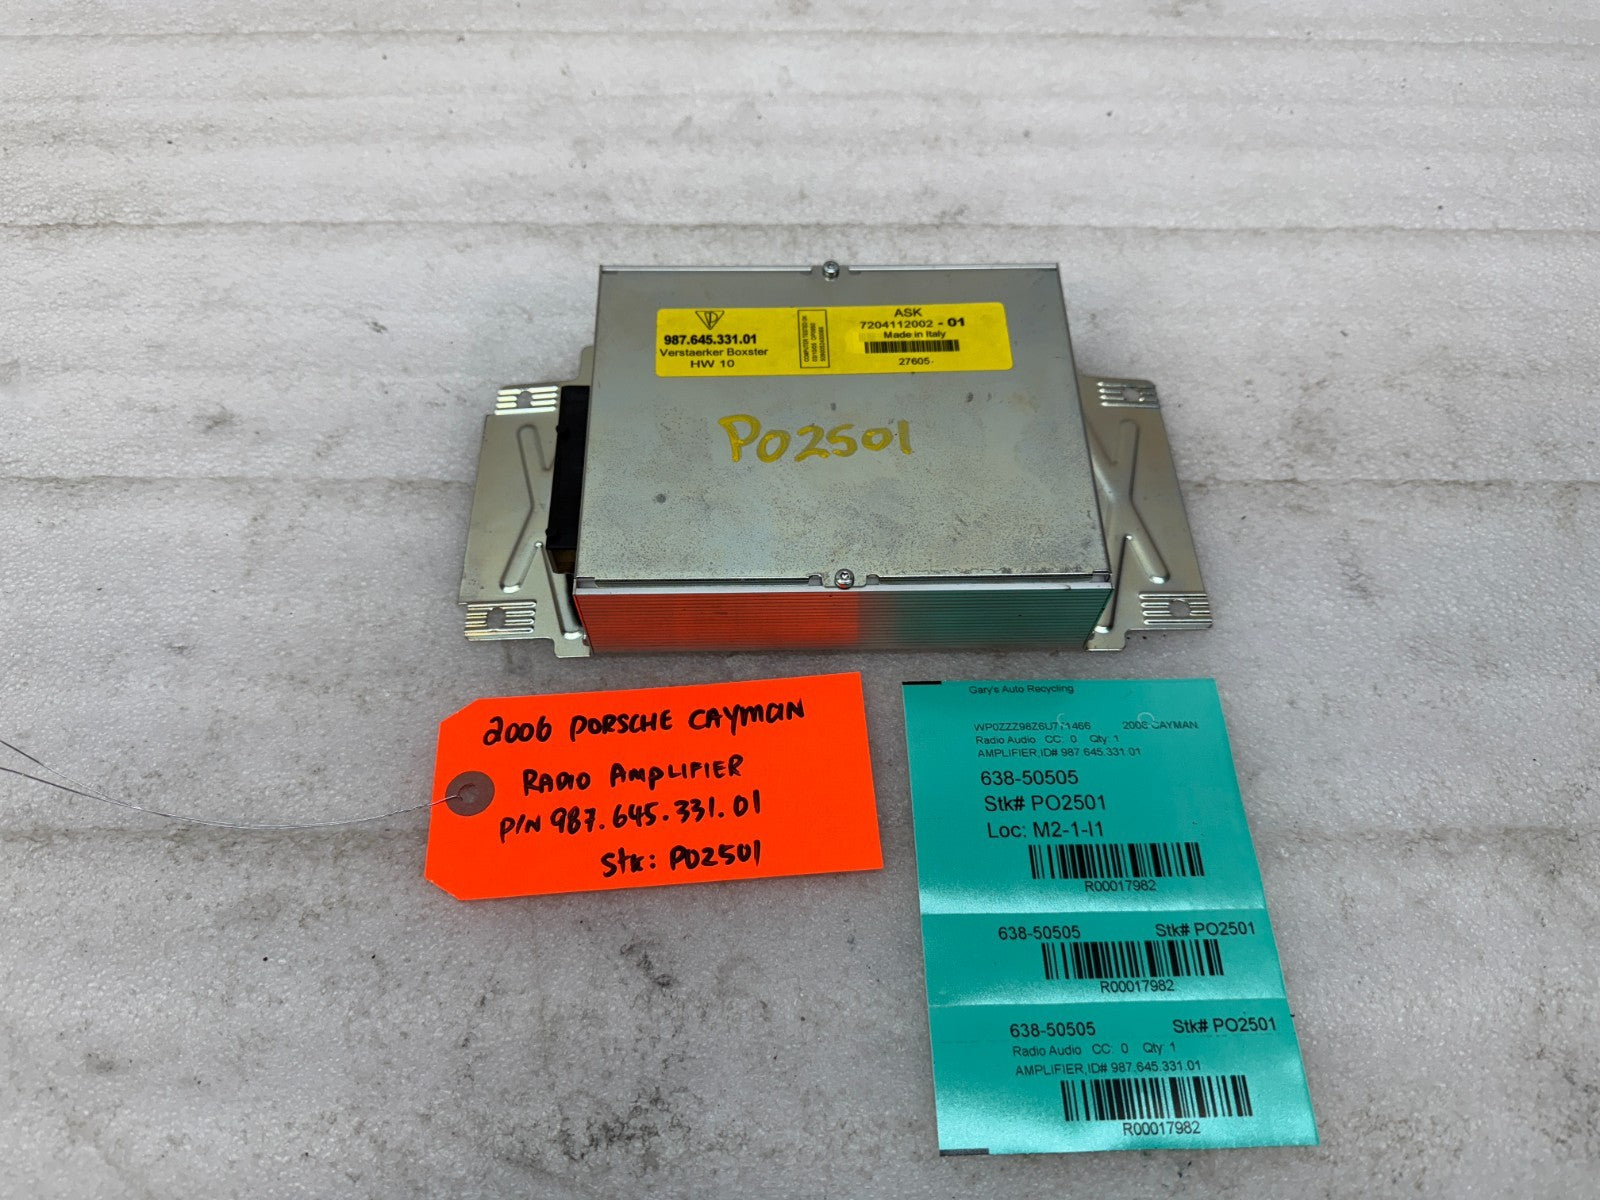 987.645.331.01
Verstaerker Boxster
HW 10
COMPUTER TESTED OK
ASK
7204112002 - 01
Made in Italy
27605
PO2501
2006 PORSCHE CAYMAN
RADIO AMPLIFIER
P/N 987.645.331.01
Stk: PO2501
Gary's Auto Recycling
2006 CAYMAN
Radio Audio CC: 0 Qty: 1
AMPLIFIER,ID# 987.645.331.01
638-50505
Stk# PO2501
Loc: M2-1-I1
R00017982
638-50505 Stk# PO2501
R00017982
638-50505 Stk# PO2501
Radio Audio CC: 0 Qty: 1
AMPLIFIER,ID# 987.645.331.01
R00017982